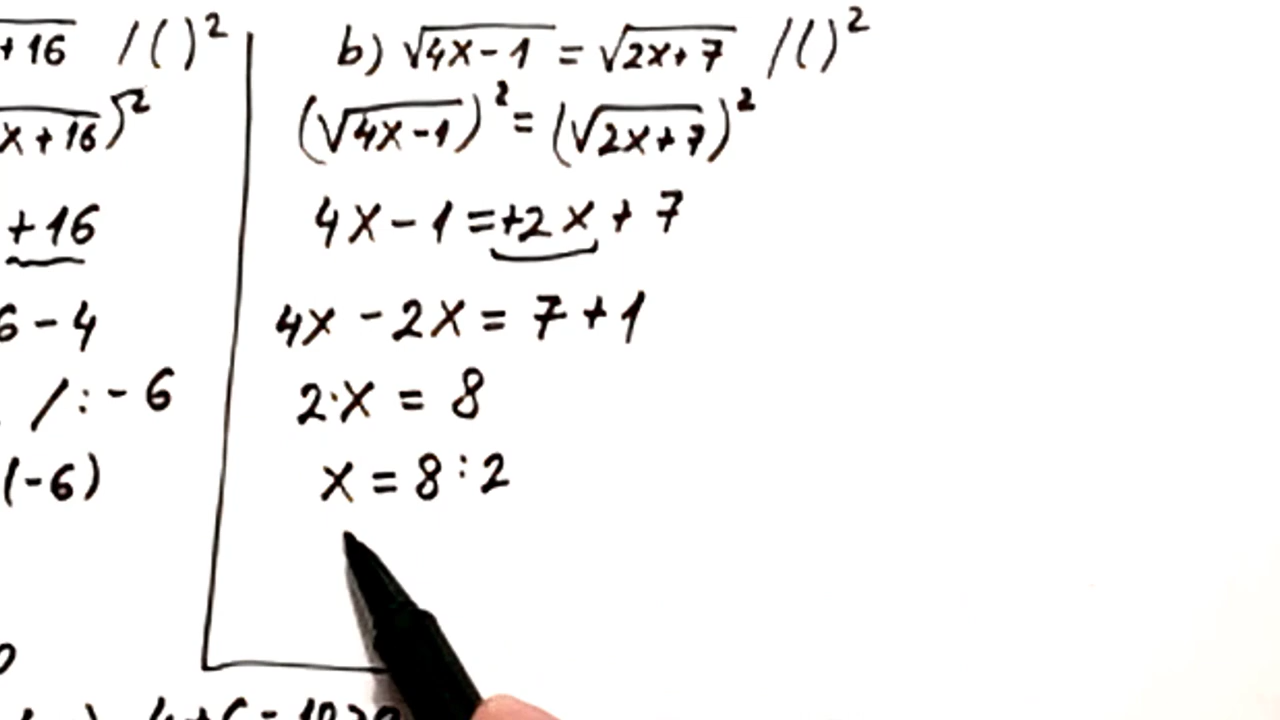 +16 /( )²
x+16)²
+16
6-4
/:-6
(-6)
b) √4x-1 = √2x+7 /( )²
(√4x-1)² = (√2x+7)²
4x-1=+2x+7
4x-2x=7+1
2·x=8
x=8:2